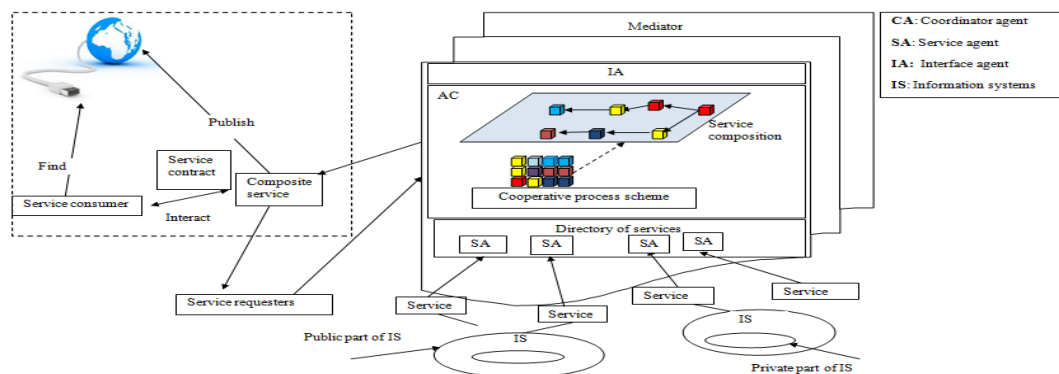 Mediator
CA: Coordinator agent
SA: Service agent
IA: Interface agent
IS: Information systems
IA
AC
Service
composition
Cooperative process scheme
Directory of services
SA
SA
SA
SA
Publish
Find
Service
contract
Composite
service
Service consumer
Interact
Service requesters
Service
Service
Service
Service
Public part of IS
IS
IS
Private part of IS